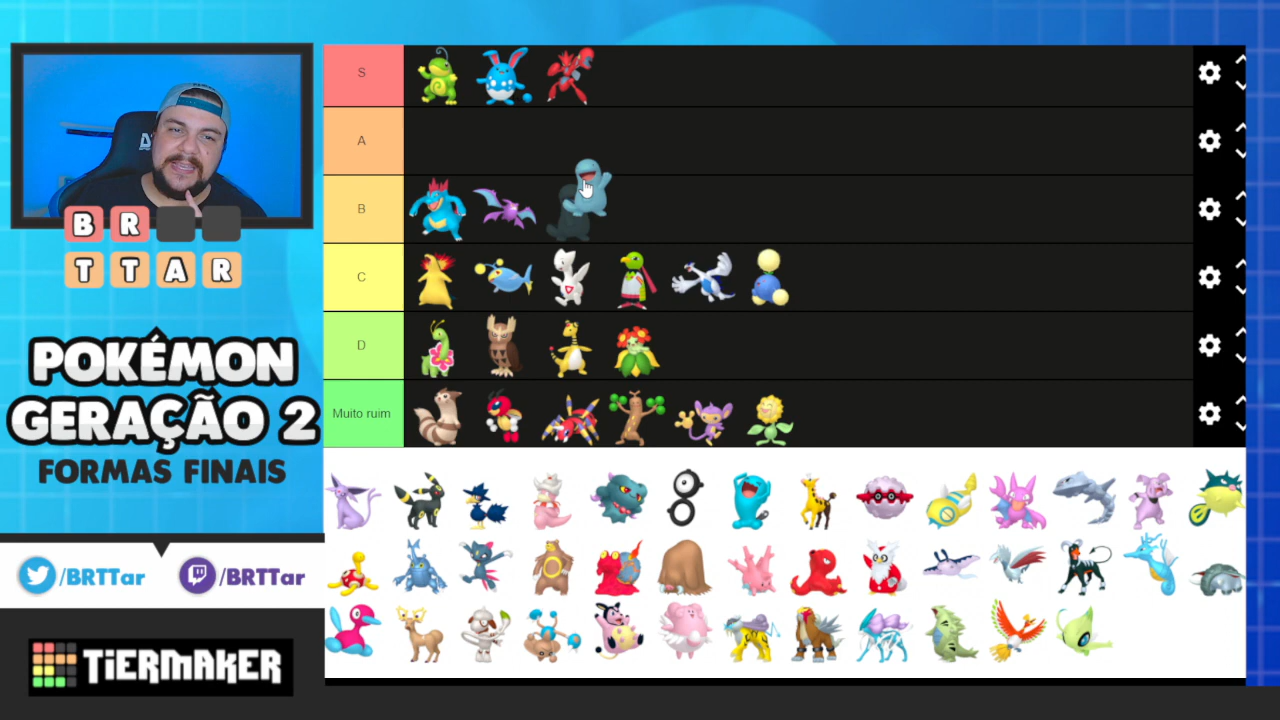 B R
T T A R
POKÉMON
GERAÇÃO 2
FORMAS FINAIS
/BRTTar
/BRTTar
TiERMAKER
S
A
B
C
D
Muito ruim